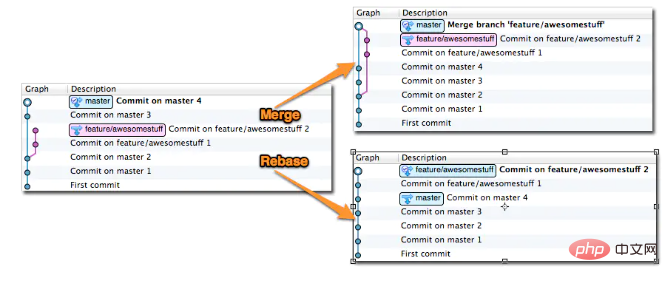 Graph Description
master Commit on master 4
Commit on master 3
feature/awesomestuff Commit on feature/awesomestuff 2
Commit on feature/awesomestuff 1
Commit on master 2
Commit on master 1
First commit
Merge
Rebase
Graph Description
master Merge branch 'feature/awesomestuff'
feature/awesomestuff Commit on feature/awesomestuff 2
Commit on feature/awesomestuff 1
Commit on master 4
Commit on master 3
Commit on master 2
Commit on master 1
First commit
Graph Description
feature/awesomestuff Commit on feature/awesomestuff 2
Commit on feature/awesomestuff 1
master Commit on master 4
Commit on master 3
Commit on master 2
Commit on master 1
First commit
php 中文网